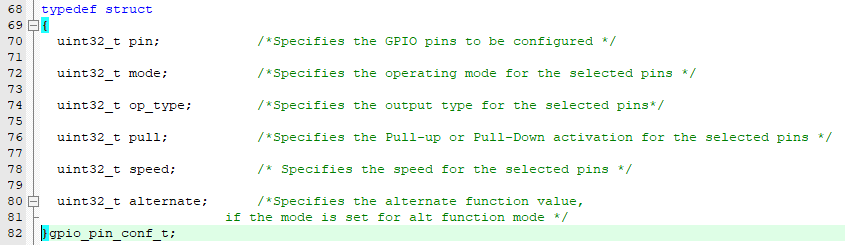 68 typedef struct
69 {
70 uint32_t pin; /*Specifies the GPIO pins to be configured */
71
72 uint32_t mode; /*Specifies the operating mode for the selected pins */
73
74 uint32_t op_type; /*Specifies the output type for the selected pins*/
75
76 uint32_t pull; /*Specifies the Pull-up or Pull-Down activation for the selected pins */
77
78 uint32_t speed; /* Specifies the speed for the selected pins */
79
80 uint32_t alternate; /*Specifies the alternate function value,
81 if the mode is set for alt function mode */
82 }gpio_pin_conf_t;